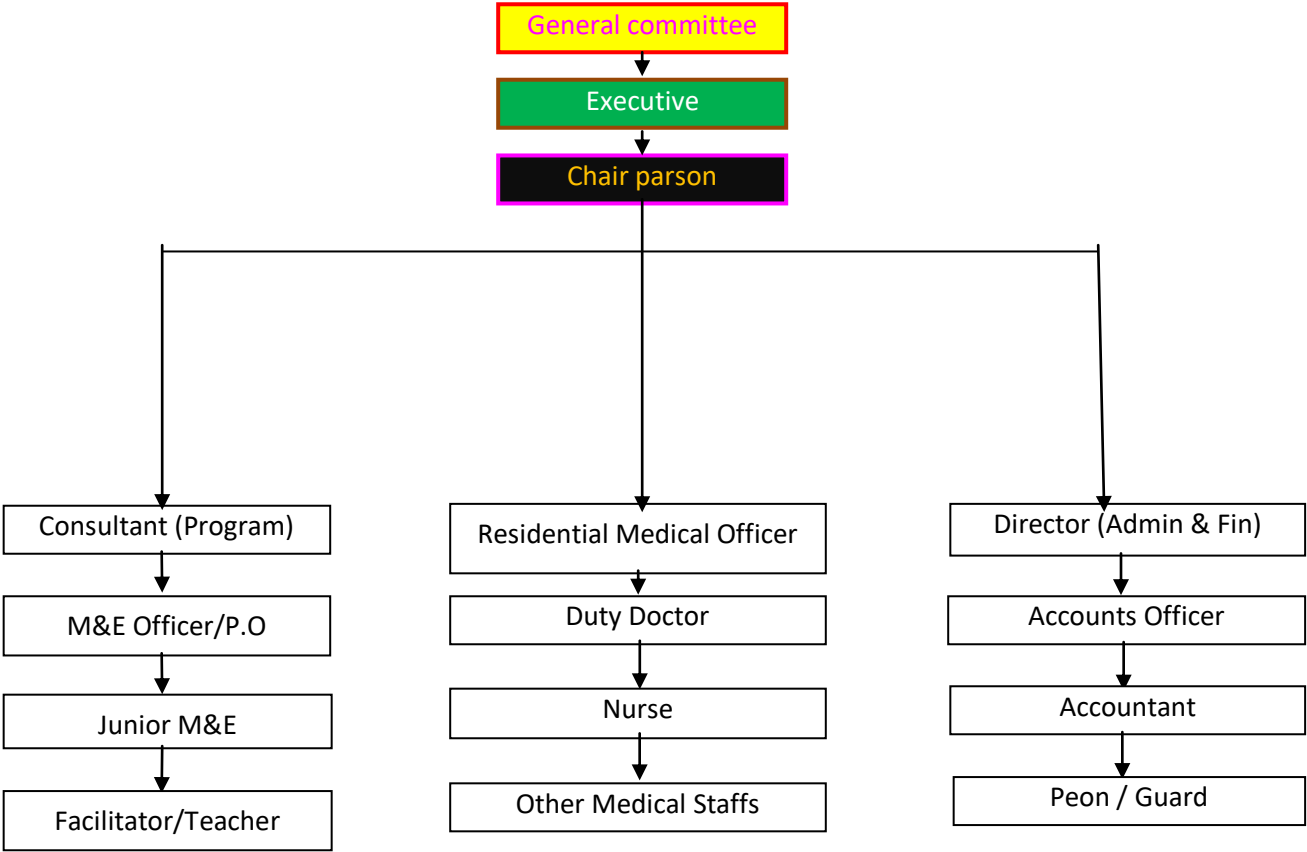 General committee
Executive
Chair parson
Consultant (Program)
Residential Medical Officer
Director (Admin & Fin)
M&E Officer/P.O
Duty Doctor
Accounts Officer
Junior M&E
Nurse
Accountant
Facilitator/Teacher
Other Medical Staffs
Peon / Guard